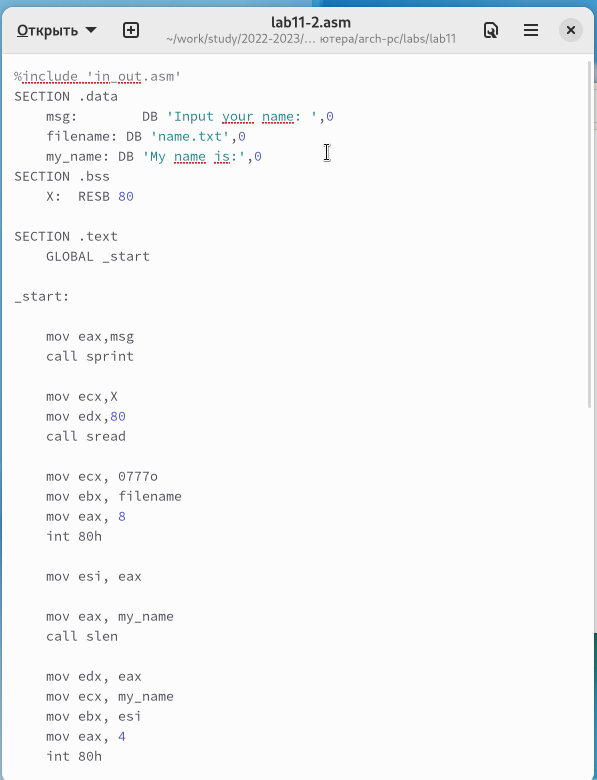 Открыть
lab11-2.asm
~/work/study/2022-2023/... ютера/arch-pc/labs/lab11
%include 'in_out.asm'
SECTION .data
    msg:        DB 'Input your name: ',0
    filename: DB 'name.txt',0
    my_name: DB 'My name is:',0
SECTION .bss
    X:  RESB 80
SECTION .text
    GLOBAL _start
_start:
    mov eax,msg
    call sprint
    mov ecx,X
    mov edx,80
    call sread
    mov ecx, 0777o
    mov ebx, filename
    mov eax, 8
    int 80h
    mov esi, eax
    mov eax, my_name
    call slen
    mov edx, eax
    mov ecx, my_name
    mov ebx, esi
    mov eax, 4
    int 80h